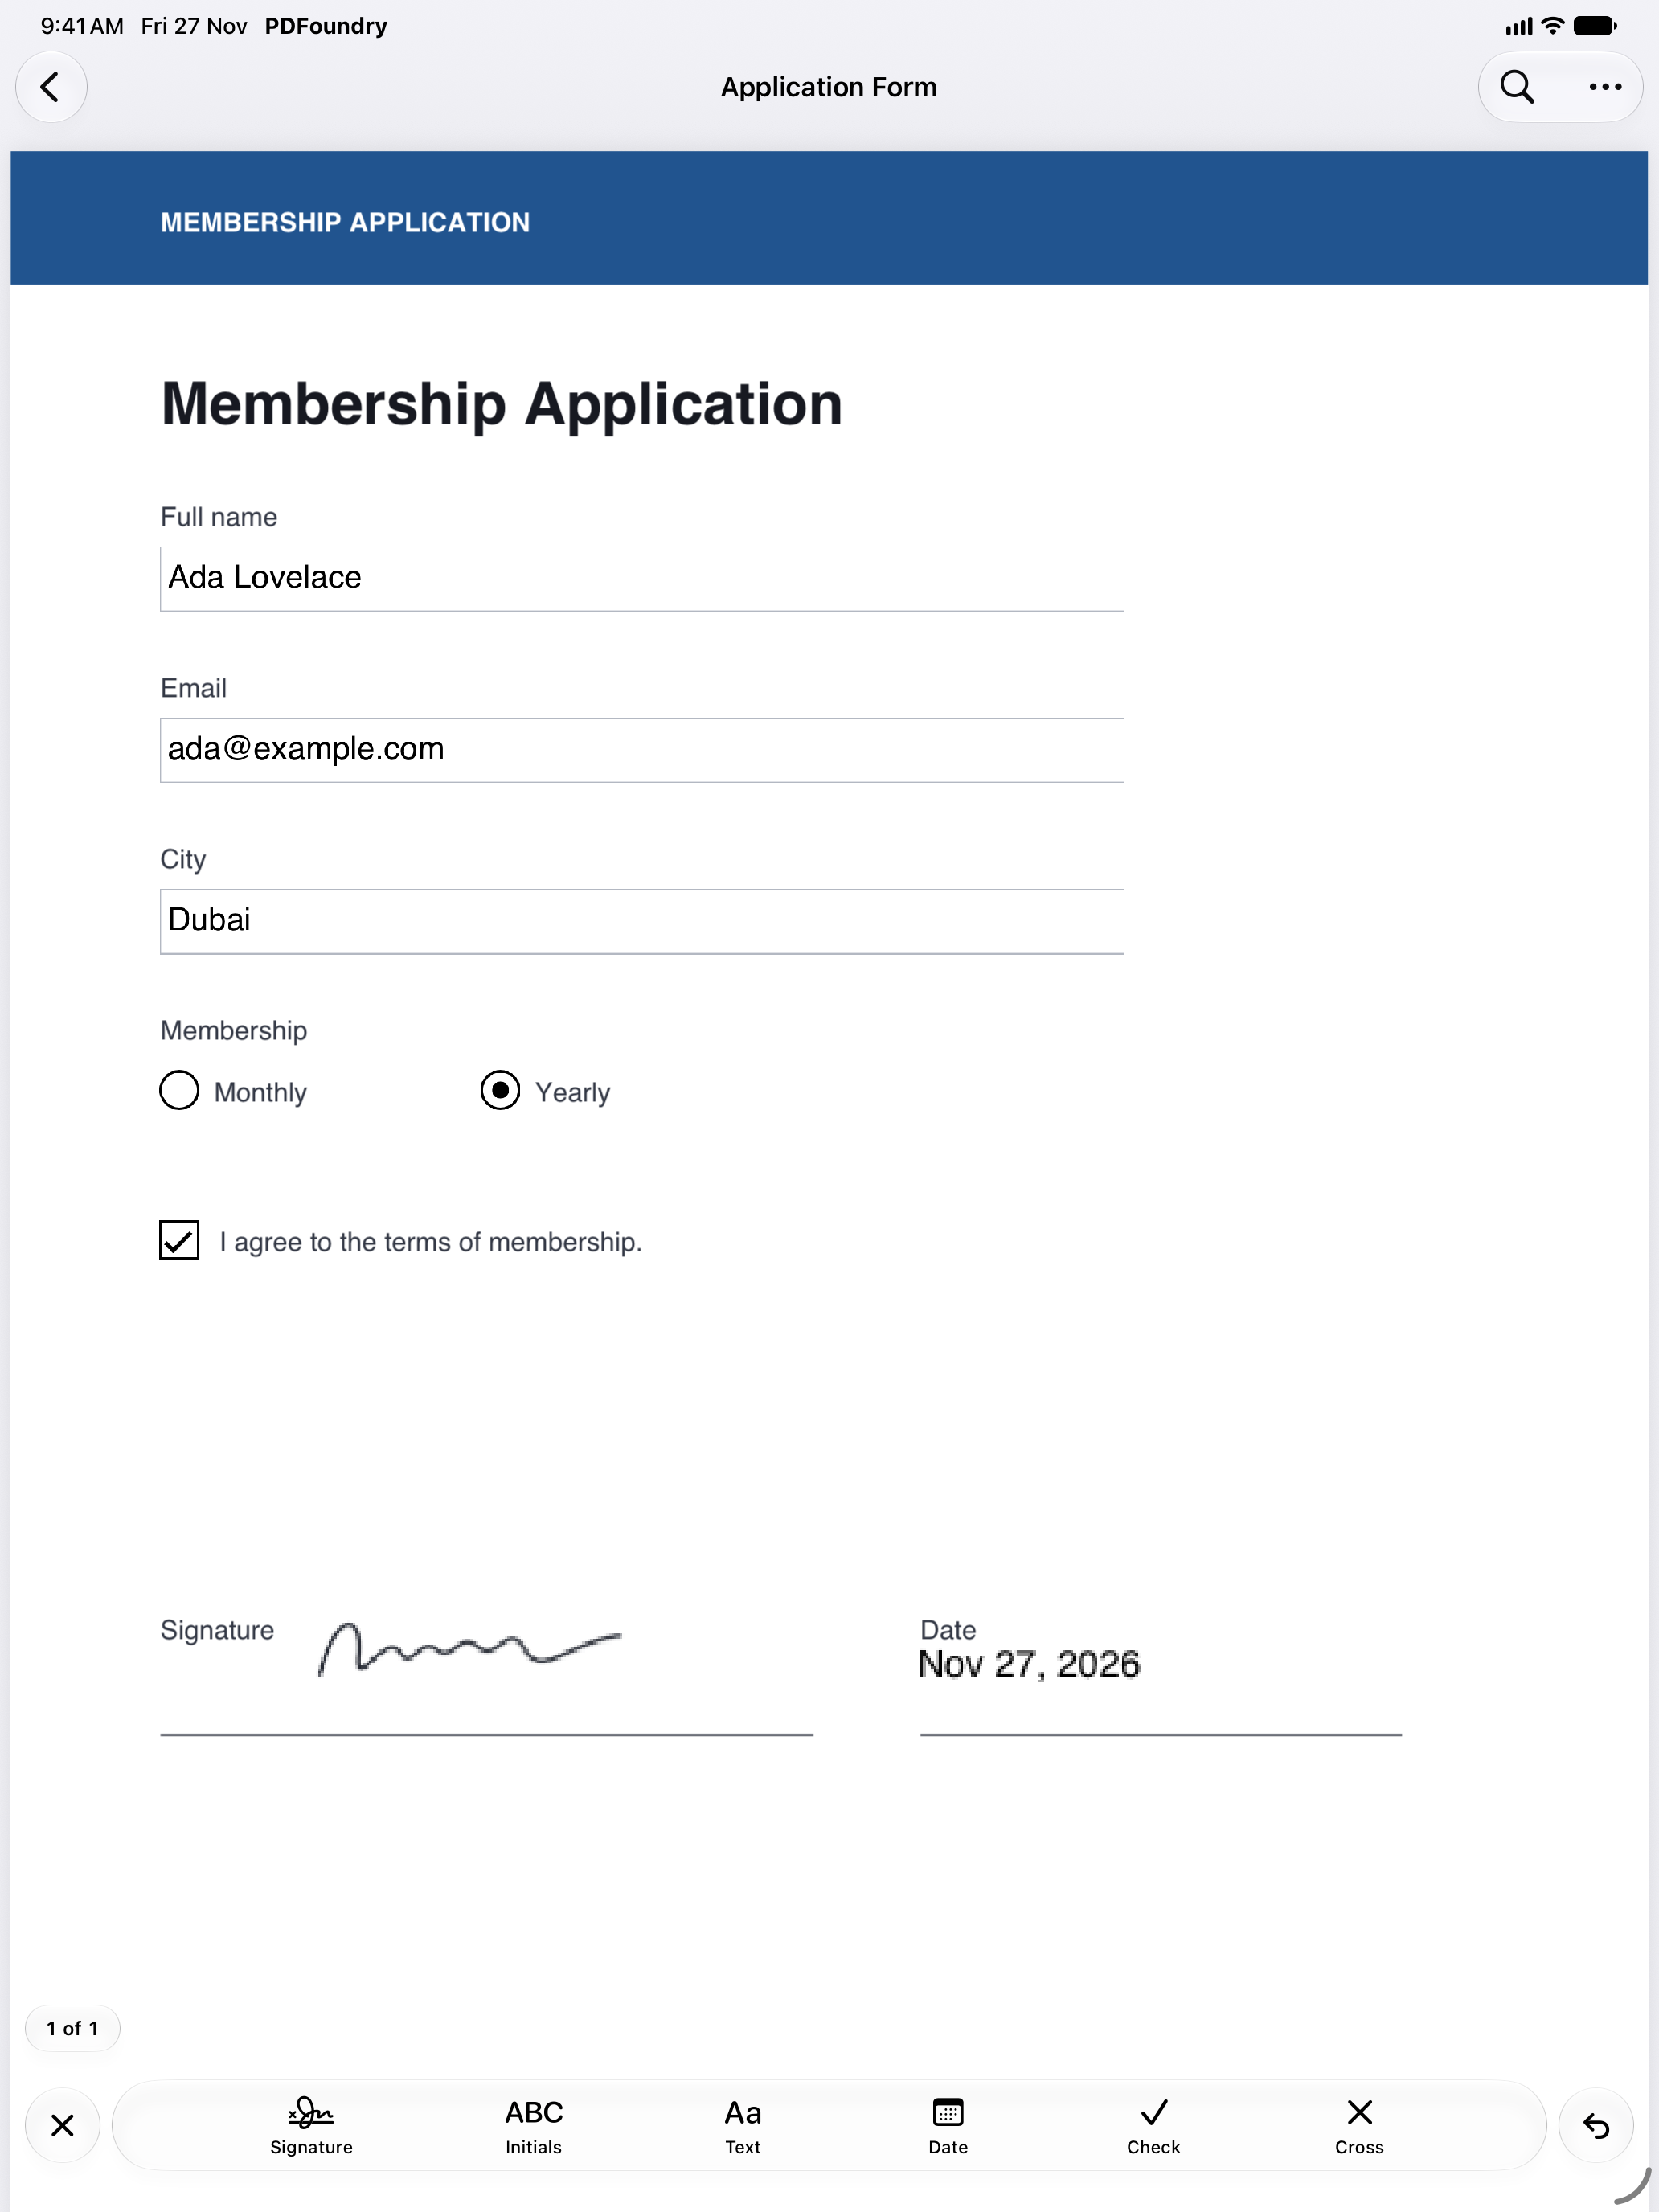 9:41 AM Fri 27 Nov PDFoundry
Application Form
MEMBERSHIP APPLICATION
Membership Application
Full name
Ada Lovelace
Email
ada@example.com
City
Dubai
Membership
Monthly Yearly
I agree to the terms of membership.
Signature Date
Nov 27, 2026
1 of 1
ABC Aa
Signature Initials Text Date Check Cross